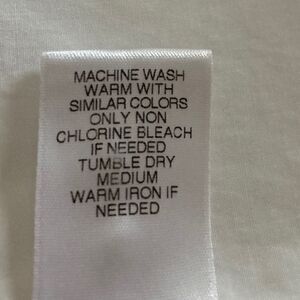 MACHINE WASH
WARM WITH
SIMILAR COLORS
ONLY NON
CHLORINE BLEACH
IF NEEDED
TUMBLE DRY
MEDIUM
WARM IRON IF
NEEDED